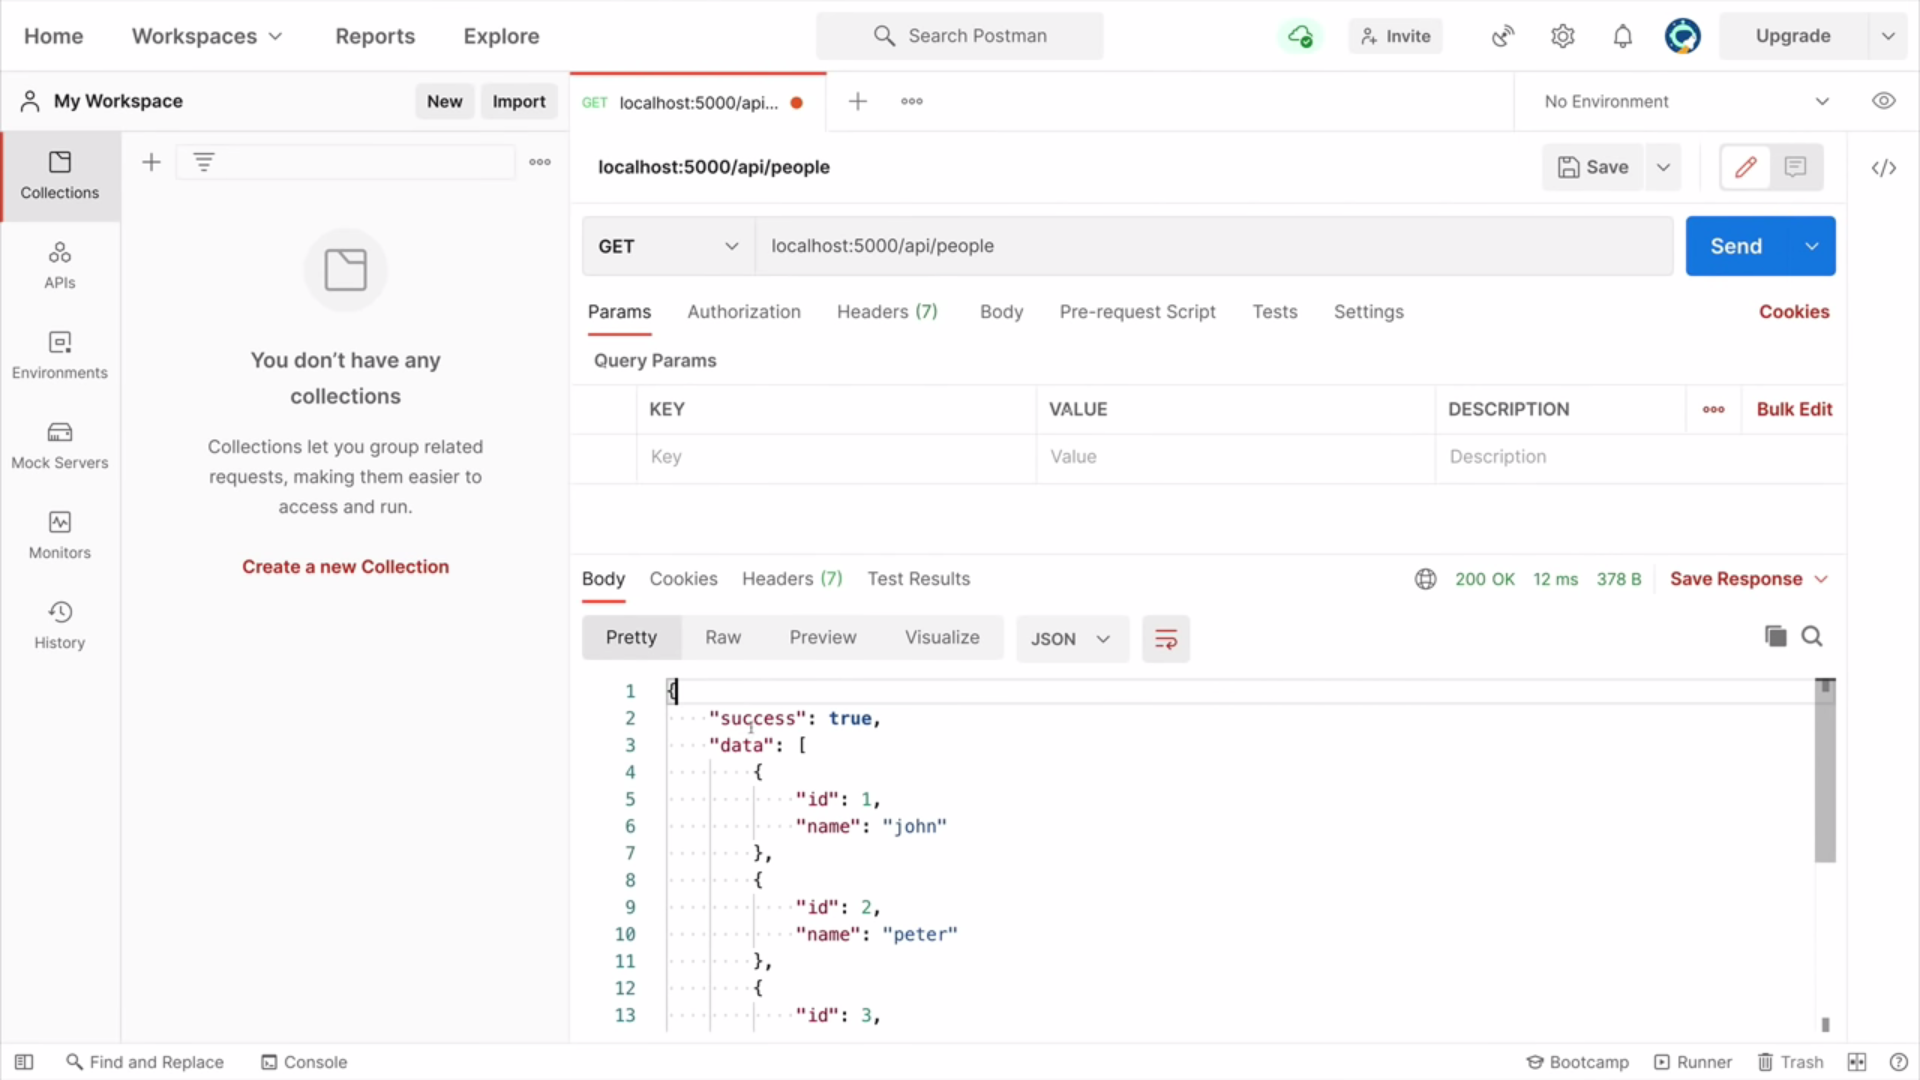 Home Workspaces Reports Explore Search Postman Invite Upgrade
My Workspace New Import GET localhost:5000/api... No Environment
localhost:5000/api/people Save
Collections
GET localhost:5000/api/people Send
APIs
Params Authorization Headers (7) Body Pre-request Script Tests Settings Cookies
Environments
You don’t have any
collections
Query Params
KEY VALUE DESCRIPTION Bulk Edit
Key Value Description
Mock Servers
Collections let you group related
requests, making them easier to
access and run.
Monitors
Create a new Collection
Body Cookies Headers (7) Test Results 200 OK 12 ms 378 B Save Response
History
Pretty Raw Preview Visualize JSON
1 {
2 "success": true,
3 "data": [
4 {
5 "id": 1,
6 "name": "john"
7 },
8 {
9 "id": 2,
10 "name": "peter"
11 },
12 {
13 "id": 3,
Find and Replace Console Bootcamp Runner Trash